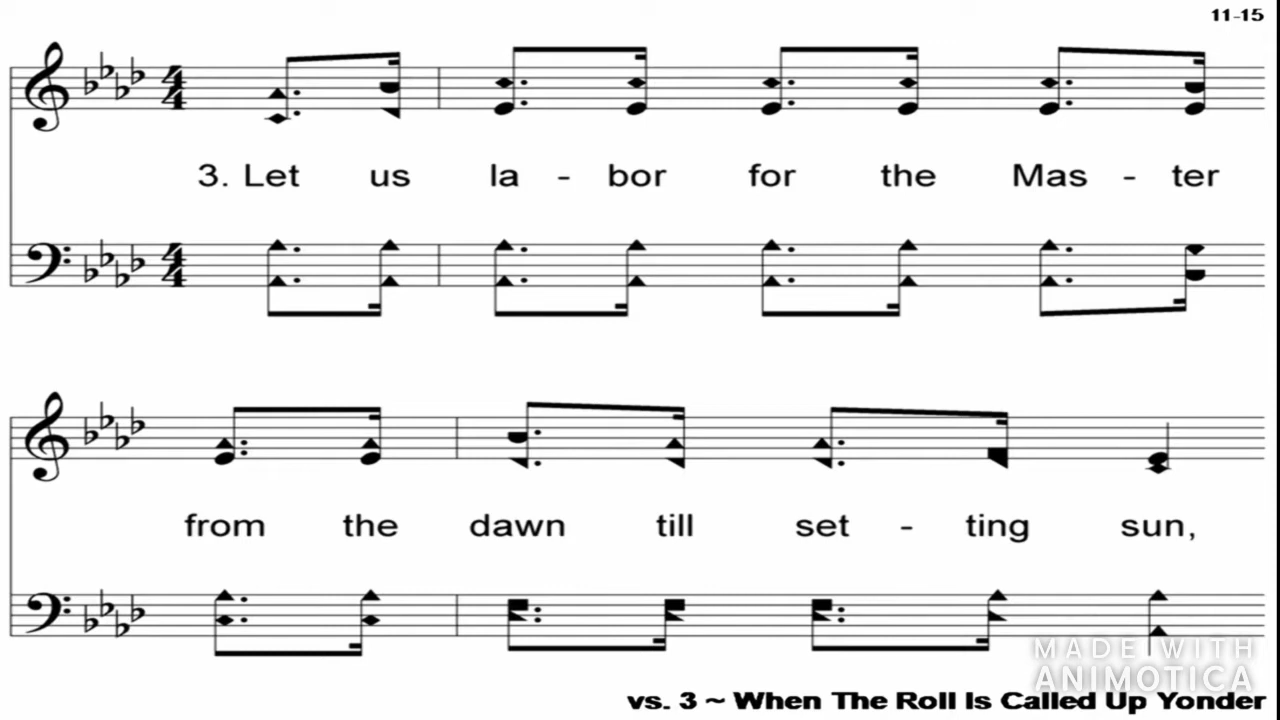 11-15
3. Let us la - bor for the Mas - ter
from the dawn till set - ting sun,
MADE WITH
ANIMOTICA
vs. 3 ~ When The Roll Is Called Up Yonder